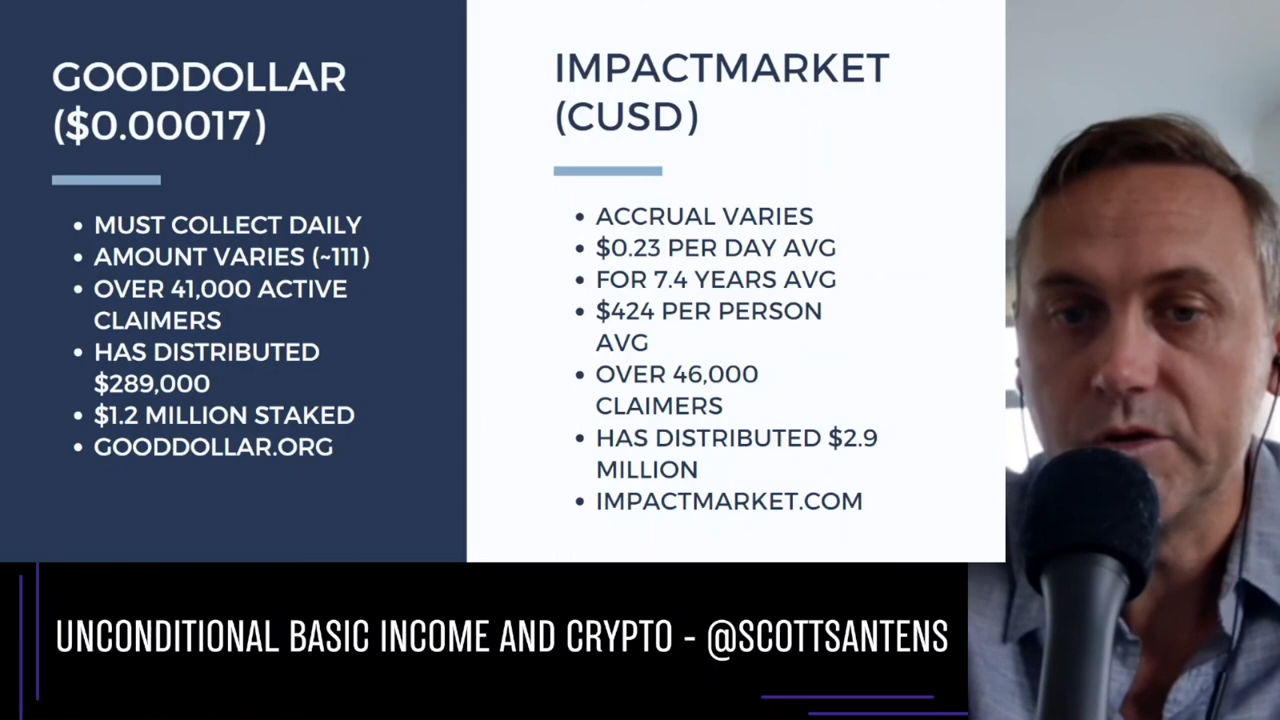 GOODDOLLAR
($0.00017)
MUST COLLECT DAILY
AMOUNT VARIES (~111)
OVER 41,000 ACTIVE
CLAIMERS
HAS DISTRIBUTED
$289,000
$1.2 MILLION STAKED
GOODDOLLAR.ORG
IMPACTMARKET
(CUSD)
ACCRUAL VARIES
$0.23 PER DAY AVG
FOR 7.4 YEARS AVG
$424 PER PERSON
AVG
OVER 46,000
CLAIMERS
HAS DISTRIBUTED $2.9
MILLION
IMPACTMARKET.COM
UNCONDITIONAL BASIC INCOME AND CRYPTO - @SCOTTSANTENS